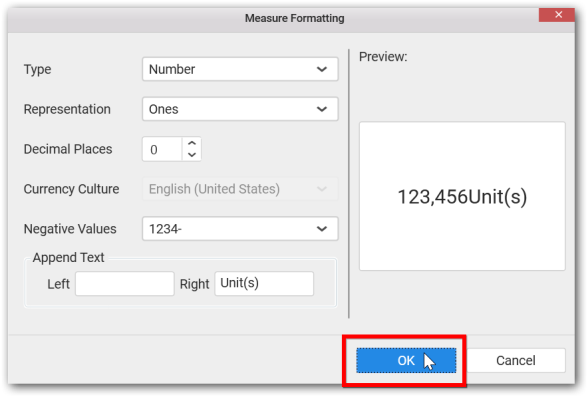 Measure Formatting
Type Number
Preview:
Representation Ones
Decimal Places 0
Currency Culture English (United States)
123,456Unit(s)
Negative Values 1234-
Append Text
Left Right Unit(s)
OK Cancel